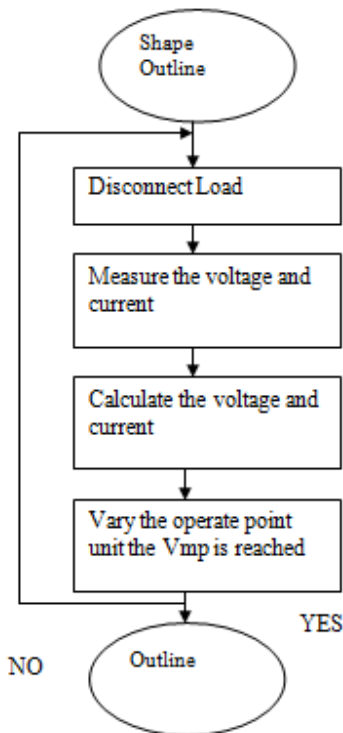 Shape
Outline
Disconnect Load
Measure the voltage and
current
Calculate the voltage and
current
Vary the operate point
unit the Vmp is reached
YES
NO
Outline